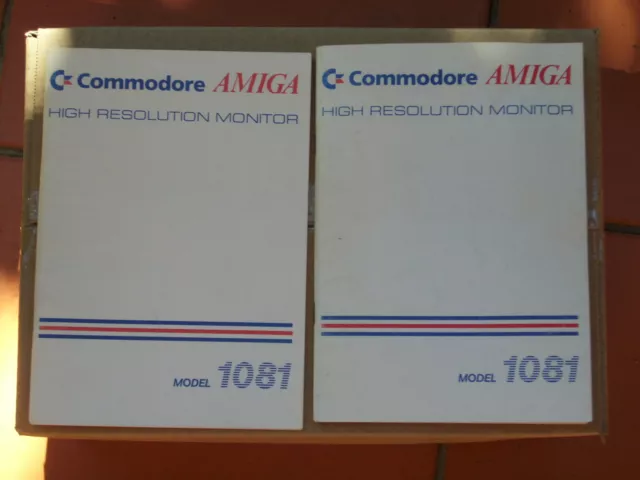 Commodore AMIGA
HIGH RESOLUTION MONITOR
MODEL 1081
Commodore AMIGA
HIGH RESOLUTION MONITOR
MODEL 1081